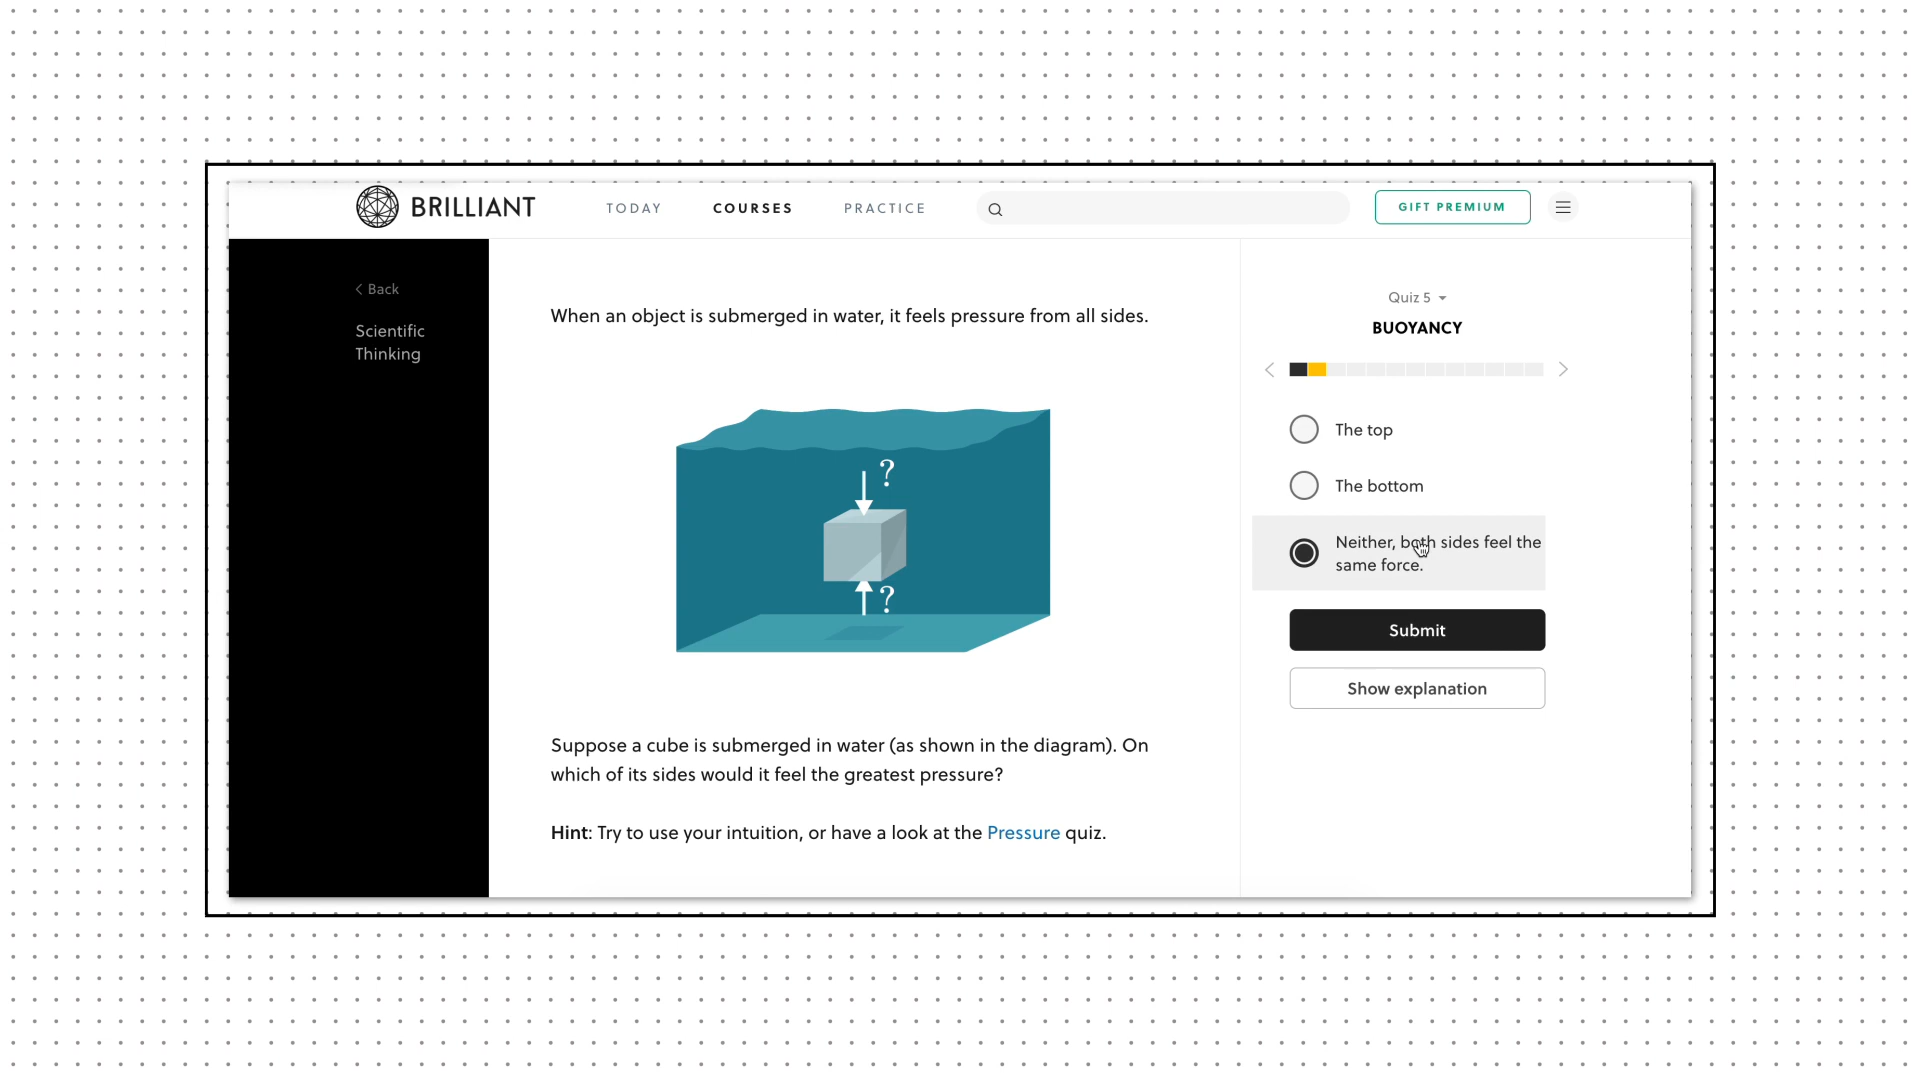 BRILLIANT
TODAY
COURSES
PRACTICE
GIFT PREMIUM
Back
Scientific
Thinking
When an object is submerged in water, it feels pressure from all sides.
?
?
Suppose a cube is submerged in water (as shown in the diagram). On
which of its sides would it feel the greatest pressure?
Hint: Try to use your intuition, or have a look at the Pressure quiz.
Quiz 5
BUOYANCY
The top
The bottom
Neither, both sides feel the
same force.
Submit
Show explanation